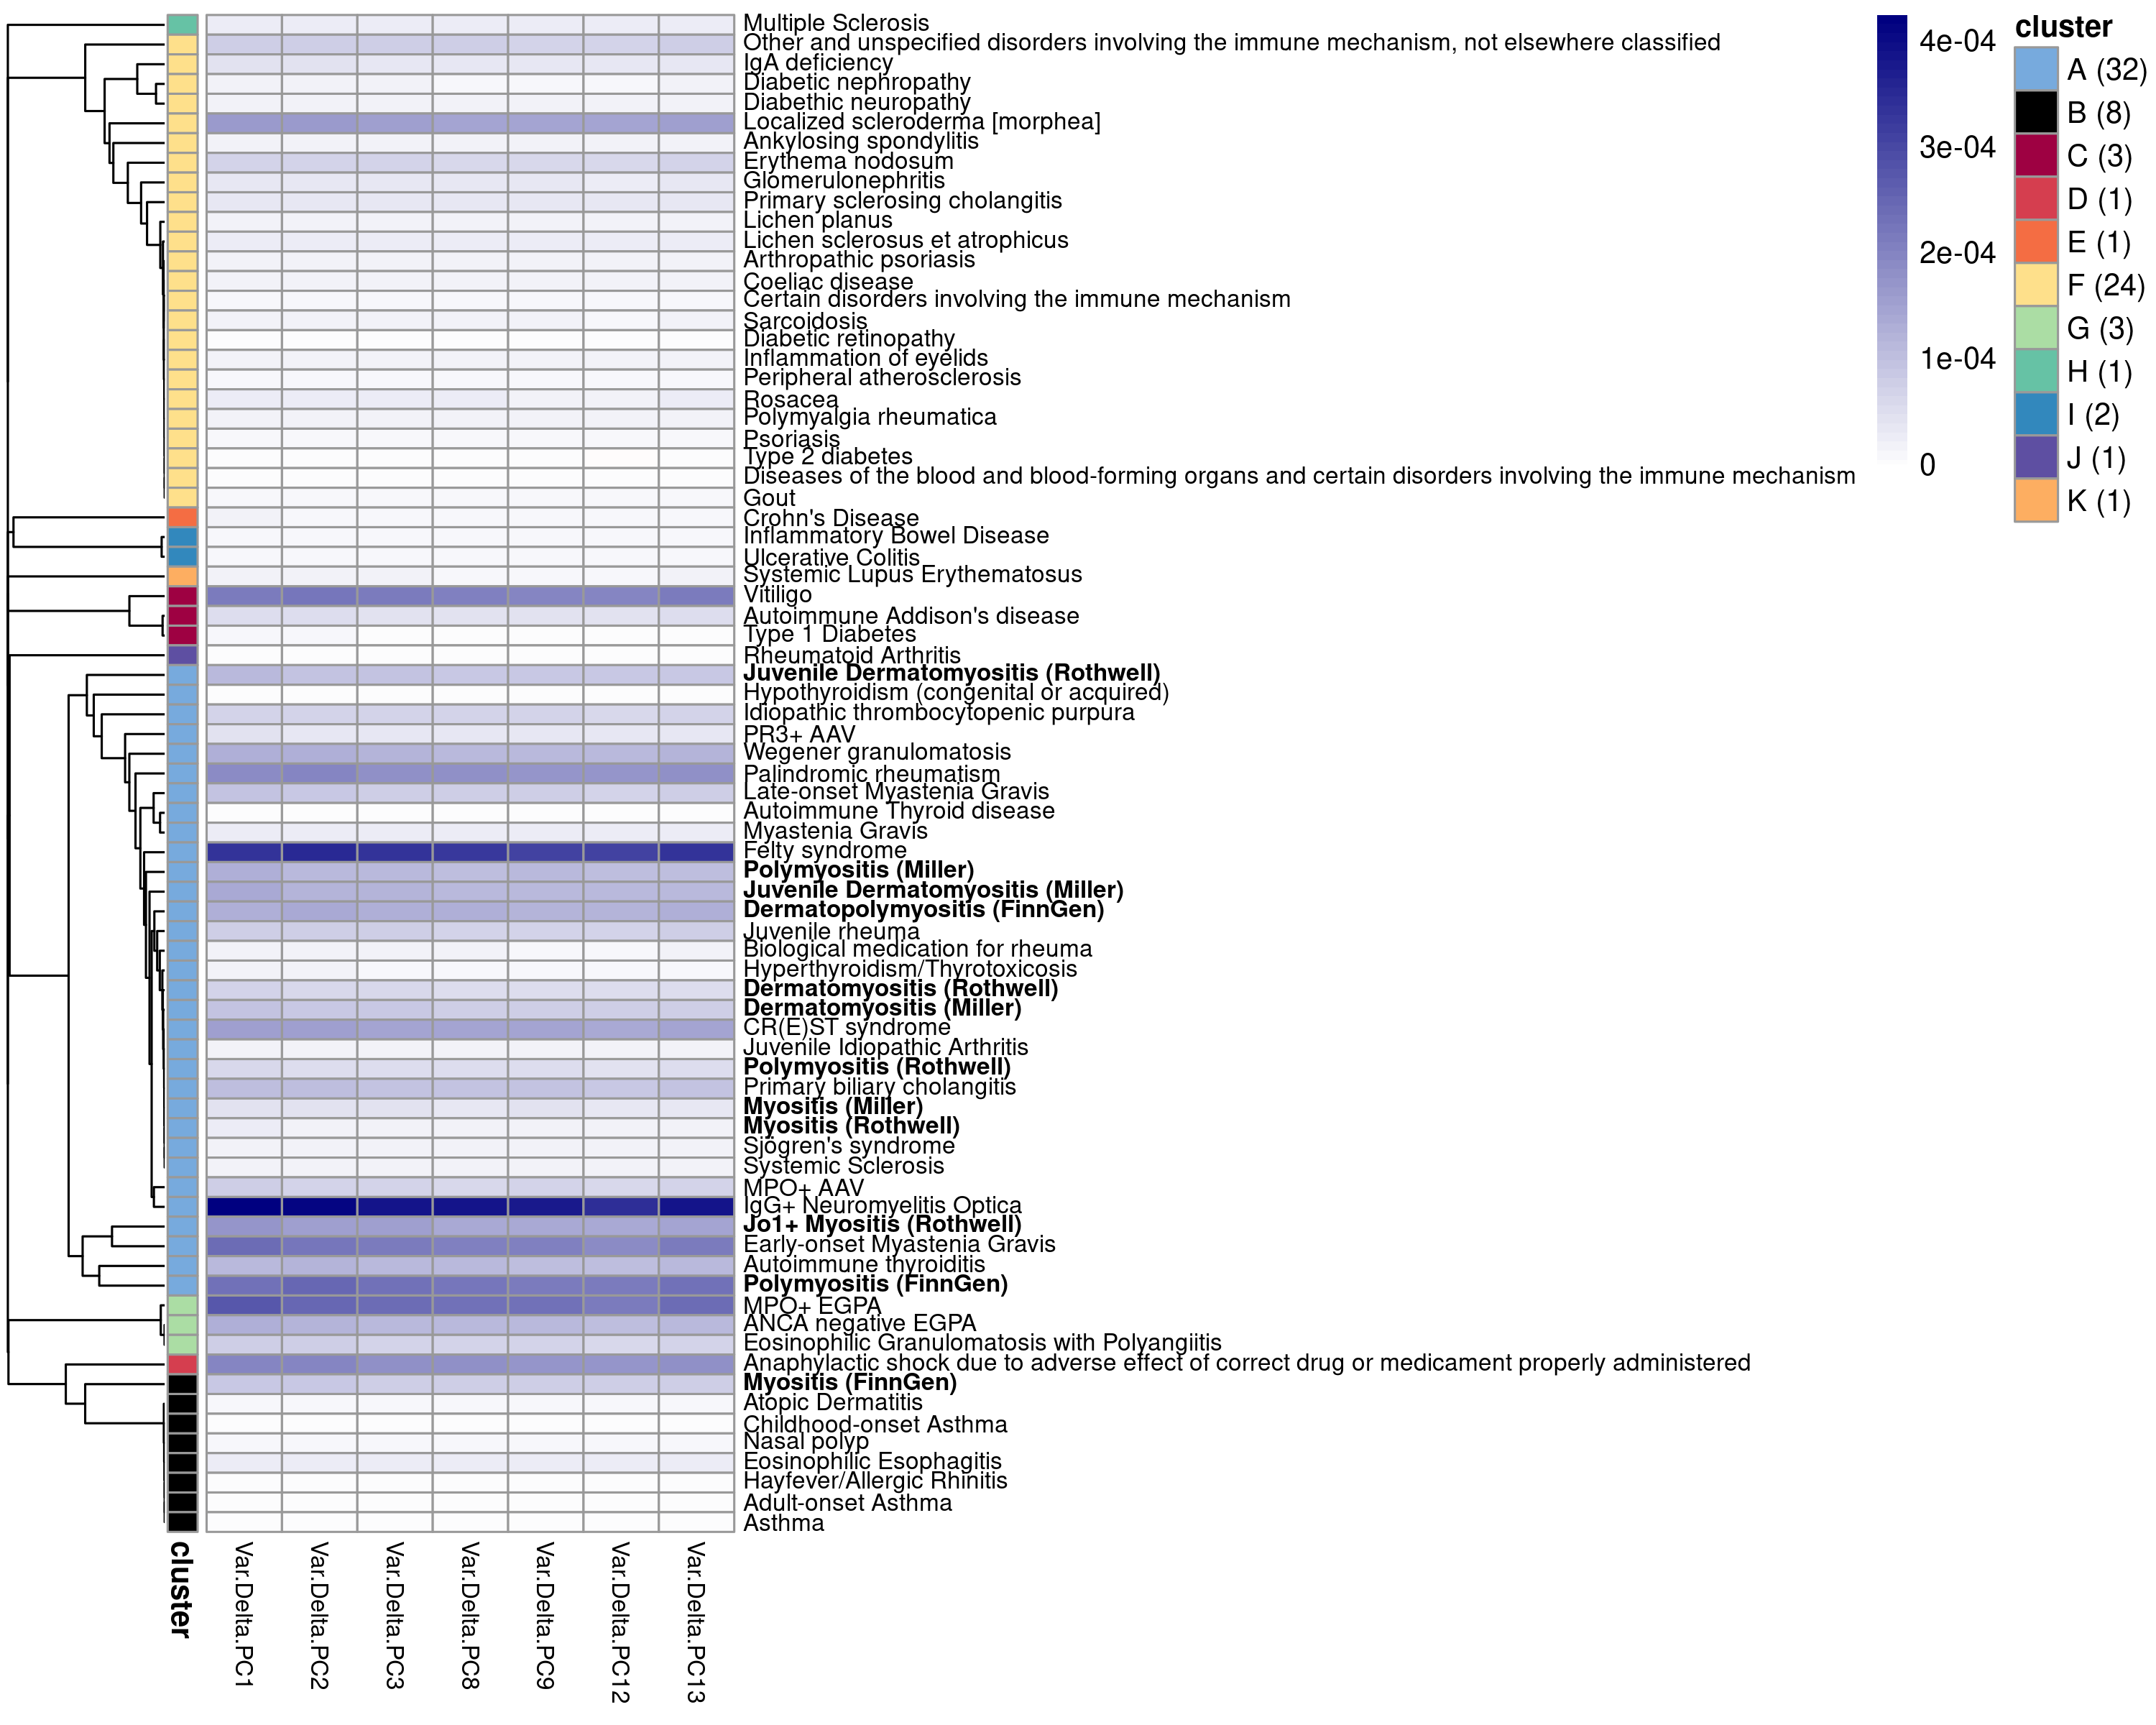 Multiple Sclerosis
Other and unspecified disorders involving the immune mechanism, not elsewhere classified
IgA deficiency
Diabetic nephropathy
Diabethic neuropathy
Localized scleroderma [morphea]
Ankylosing spondylitis
Erythema nodosum
Glomerulonephritis
Primary sclerosing cholangitis
Lichen planus
Lichen sclerosus et atrophicus
Arthropathic psoriasis
Coeliac disease
Certain disorders involving the immune mechanism
Sarcoidosis
Diabetic retinopathy
Inflammation of eyelids
Peripheral atherosclerosis
Rosacea
Polymyalgia rheumatica
Psoriasis
Type 2 diabetes
Diseases of the blood and blood-forming organs and certain disorders involving the immune mechanism
Gout
Crohn's Disease
Inflammatory Bowel Disease
Ulcerative Colitis
Systemic Lupus Erythematosus
Vitiligo
Autoimmune Addison's disease
Type 1 Diabetes
Rheumatoid Arthritis
Juvenile Dermatomyositis (Rothwell)
Hypothyroidism (congenital or acquired)
Idiopathic thrombocytopenic purpura
PR3+ AAV
Wegener granulomatosis
Palindromic rheumatism
Late-onset Myastenia Gravis
Autoimmune Thyroid disease
Myastenia Gravis
Felty syndrome
Polymyositis (Miller)
Juvenile Dermatomyositis (Miller)
Dermatopolymyositis (FinnGen)
Juvenile rheuma
Biological medication for rheuma
Hyperthyroidism/Thyrotoxicosis
Dermatomyositis (Rothwell)
Dermatomyositis (Miller)
CR(E)ST syndrome
Juvenile Idiopathic Arthritis
Polymyositis (Rothwell)
Primary biliary cholangitis
Myositis (Miller)
Myositis (Rothwell)
Sjögren's syndrome
Systemic Sclerosis
MPO+ AAV
IgG+ Neuromyelitis Optica
Jo1+ Myositis (Rothwell)
Early-onset Myastenia Gravis
Autoimmune thyroiditis
Polymyositis (FinnGen)
MPO+ EGPA
ANCA negative EGPA
Eosinophilic Granulomatosis with Polyangiitis
Anaphylactic shock due to adverse effect of correct drug or medicament properly administered
Myositis (FinnGen)
Atopic Dermatitis
Childhood-onset Asthma
Nasal polyp
Eosinophilic Esophagitis
Hayfever/Allergic Rhinitis
Adult-onset Asthma
Asthma
cluster
Var.Delta.PC1
Var.Delta.PC2
Var.Delta.PC3
Var.Delta.PC8
Var.Delta.PC9
Var.Delta.PC12
Var.Delta.PC13
4e-04
3e-04
2e-04
1e-04
0
cluster
A (32)
B (8)
C (3)
D (1)
E (1)
F (24)
G (3)
H (1)
I (2)
J (1)
K (1)